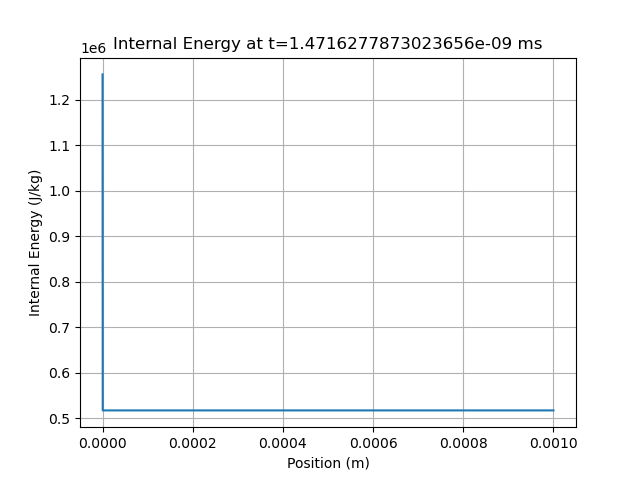 Internal Energy at t=1.4716277873023656e-09 ms
1e6
1.2
1.1
1.0
0.9
0.8
0.7
0.6
0.5
Internal Energy (J/kg)
0.0000 0.0002 0.0004 0.0006 0.0008 0.0010
Position (m)